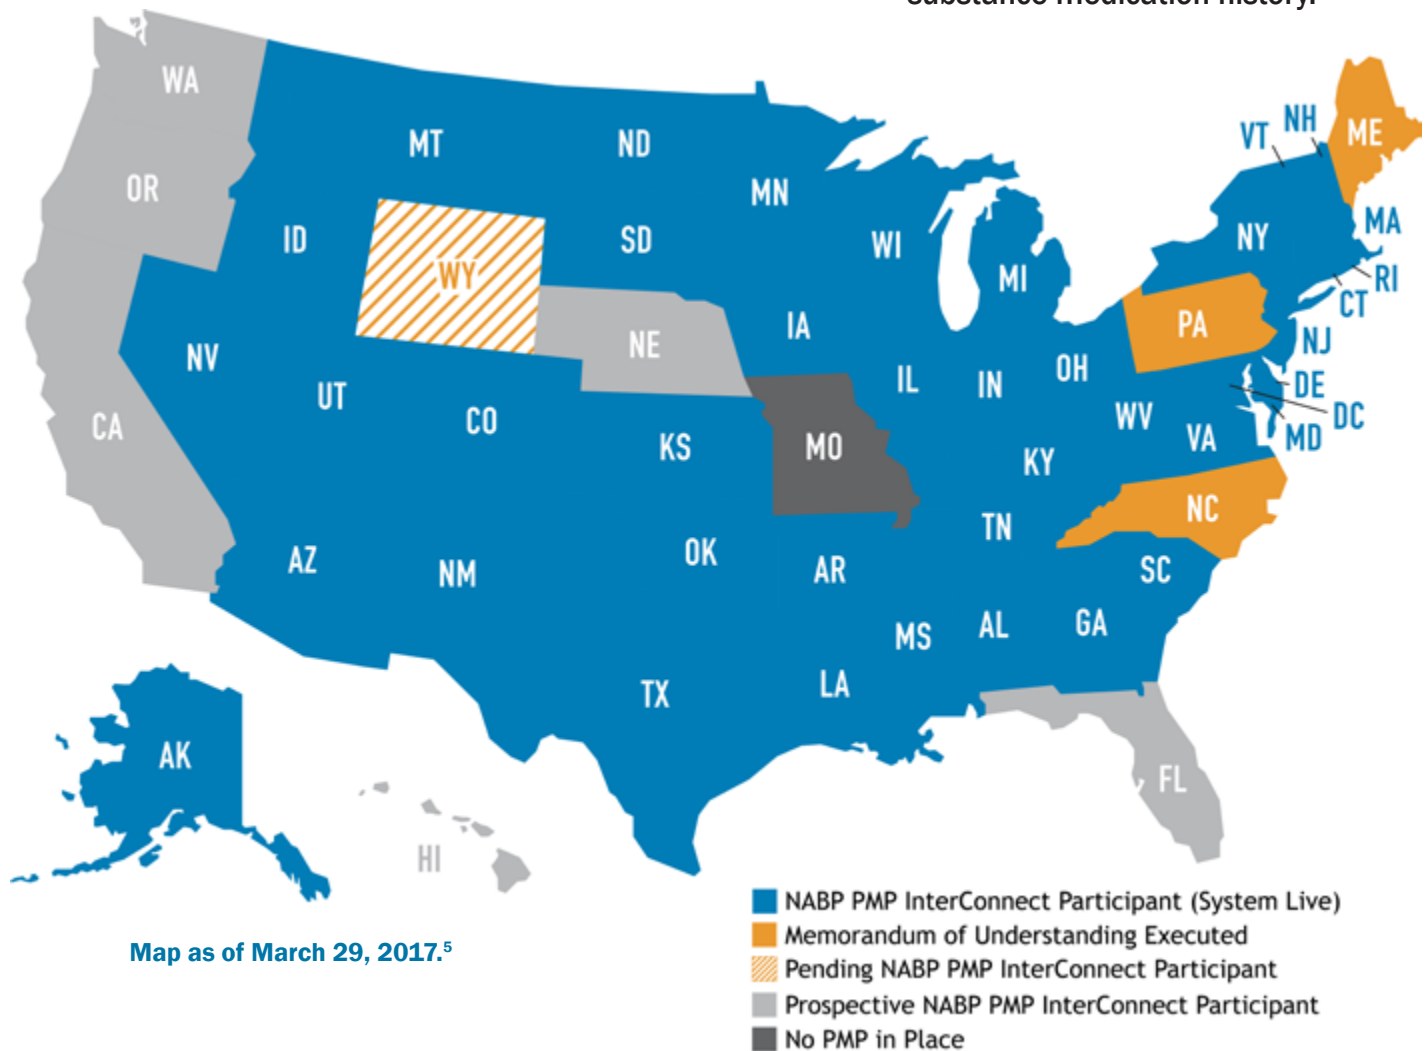 substance medication history.
WA
MT
ND
VT
NH
ME
OR
MN
MA
ID
SD
WI
NY
WY
MI
RI
CT
NE
IA
PA
NJ
NV
UT
IL
IN
OH
DE
CO
DC
CA
KS
MO
WV
VA
MD
KY
NC
TN
AZ
NM
OK
AR
SC
MS
AL
GA
TX
LA
AK
FL
HI
NABP PMP InterConnect Participant (System Live)
Memorandum of Understanding Executed
Pending NABP PMP InterConnect Participant
Prospective NABP PMP InterConnect Participant
No PMP in Place
Map as of March 29, 2017.5